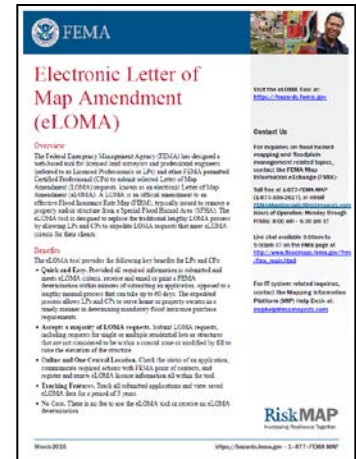 FEMA
Electronic Letter of
Map Amendment
(eLOMA)
Overview
The Federal Emergency Management Agency (FEMA) has designed a
web-based tool for licensed land surveyors and professional engineers
(referred to as Licensed Professionals or LPs) and other FEMA permitted
Certified Professional (CPs) to submit selected Letter of Map
Amendment (LOMA) requests, known as an electronic Letter of Map
Amendment (eLOMA). A LOMA is an official amendment to an
effective Flood Insurance Rate Map (FIRM), typically issued to remove a
property and/or structure from a Special Flood Hazard Area (SFHA). The
eLOMA tool is designed to replace the traditional lengthy LOMA process
by allowing LPs and CPs to expedite LOMA requests that meet eLOMA
criteria for their clients.
Benefits
The eLOMA tool provides the following key benefits for LPs and CPs:
• Quick and Easy. Provided all required information is submitted and
meets eLOMA criteria, receive and email or print a FEMA
determination within minutes of submitting an application, opposed to a
lengthy manual process that can take up to 60 days. The expedited
process allows LPs and CPs to serve home or property owners in a
timely manner in determining mandatory flood insurance purchase
requirements.
• Accepts a majority of LOMA requests. Submit LOMA requests,
including requests for single or multiple residential lots or structures
that are not considered to be within a coastal zone or modified by fill to
raise the elevation of the structure.
• Online and One Central Location. Check the status of an application,
communicate required actions with FEMA point of contacts, and
register and renew eLOMA license information all within the tool.
• Tracking Features. Track all submitted applications and view saved
eLOMA data for a period of 5 years.
• No Cost. There is no fee to use the eLOMA tool or receive an eLOMA
determination.
Visit the eLOMA Tool at:
https://hazards.fema.gov
Contact Us
For inquiries on flood hazard
mapping and floodplain
management related topics,
contact the FEMA Map
Information eXchange (FMIX):
Toll free at 1-877-FEMA MAP
(1-877-336-2627), or email
Hours of Operation: Monday through
Friday, 8:00 AM - 6:30 PM ET
Live chat available 9:00am to
5:00pm ET on the FMIX page at
For IT system related inquiries,
contact the Mapping Information
Platform (MIP) Help Desk at:
RiskMAP
Increasing Resilience Together
March 2018
https://hazards.fema.gov - 1-877-FEMA MAP